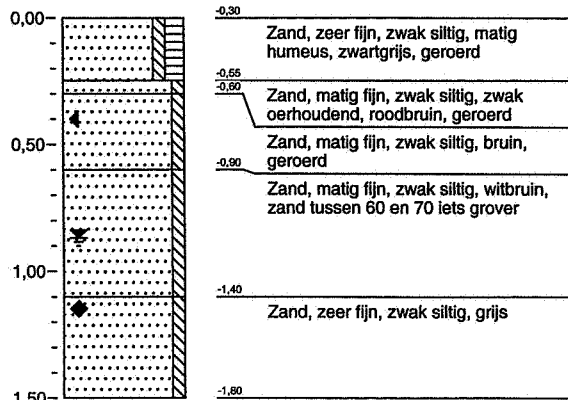 0,00
-0,30
Zand, zeer fijn, zwak siltig, matig
humeus, zwartgrijs, geroerd
-0,55
-0,60
Zand, matig fijn, zwak siltig, zwak
oerhoudend, roodbruin, geroerd
0,50
Zand, matig fijn, zwak siltig, bruin,
geroerd
-0,90
Zand, matig fijn, zwak siltig, witbruin,
zand tussen 60 en 70 iets grover
1,00
-1,40
Zand, zeer fijn, zwak siltig, grijs
1,50
-1,80